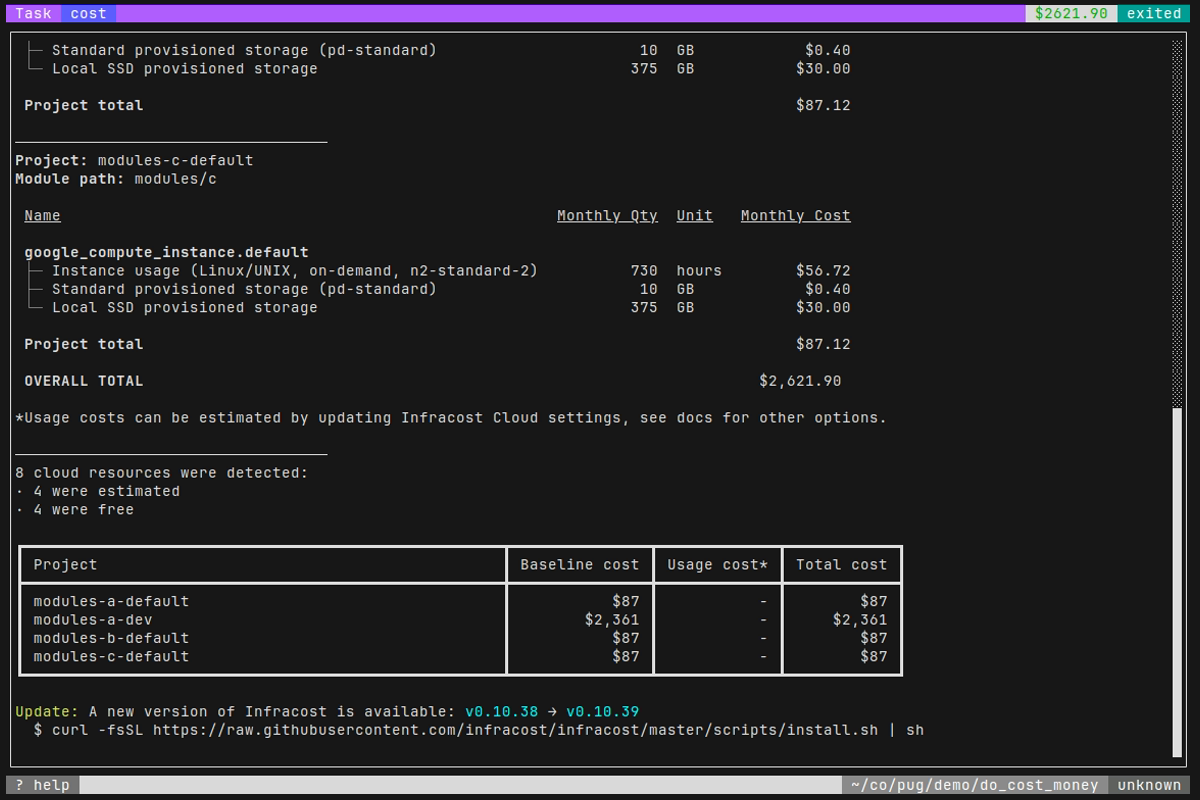 Task cost $2621.90 exited
├─ Standard provisioned storage (pd-standard) 10 GB $0.40
└─ Local SSD provisioned storage 375 GB $30.00
Project total $87.12
Project: modules-c-default
Module path: modules/c
Name Monthly Qty Unit Monthly Cost
google_compute_instance.default
├─ Instance usage (Linux/UNIX, on-demand, n2-standard-2) 730 hours $56.72
├─ Standard provisioned storage (pd-standard) 10 GB $0.40
└─ Local SSD provisioned storage 375 GB $30.00
Project total $87.12
OVERALL TOTAL $2,621.90
*Usage costs can be estimated by updating Infracost Cloud settings, see docs for other options.
8 cloud resources were detected:
· 4 were estimated
· 4 were free
Project Baseline cost Usage cost* Total cost
modules-a-default $87 - $87
modules-a-dev $2,361 - $2,361
modules-b-default $87 - $87
modules-c-default $87 - $87
Update: A new version of Infracost is available: v0.10.38 → v0.10.39
$ curl -fsSL https://raw.githubusercontent.com/infracost/infracost/master/scripts/install.sh | sh
? help ~/co/pug/demo/do_cost_money unknown